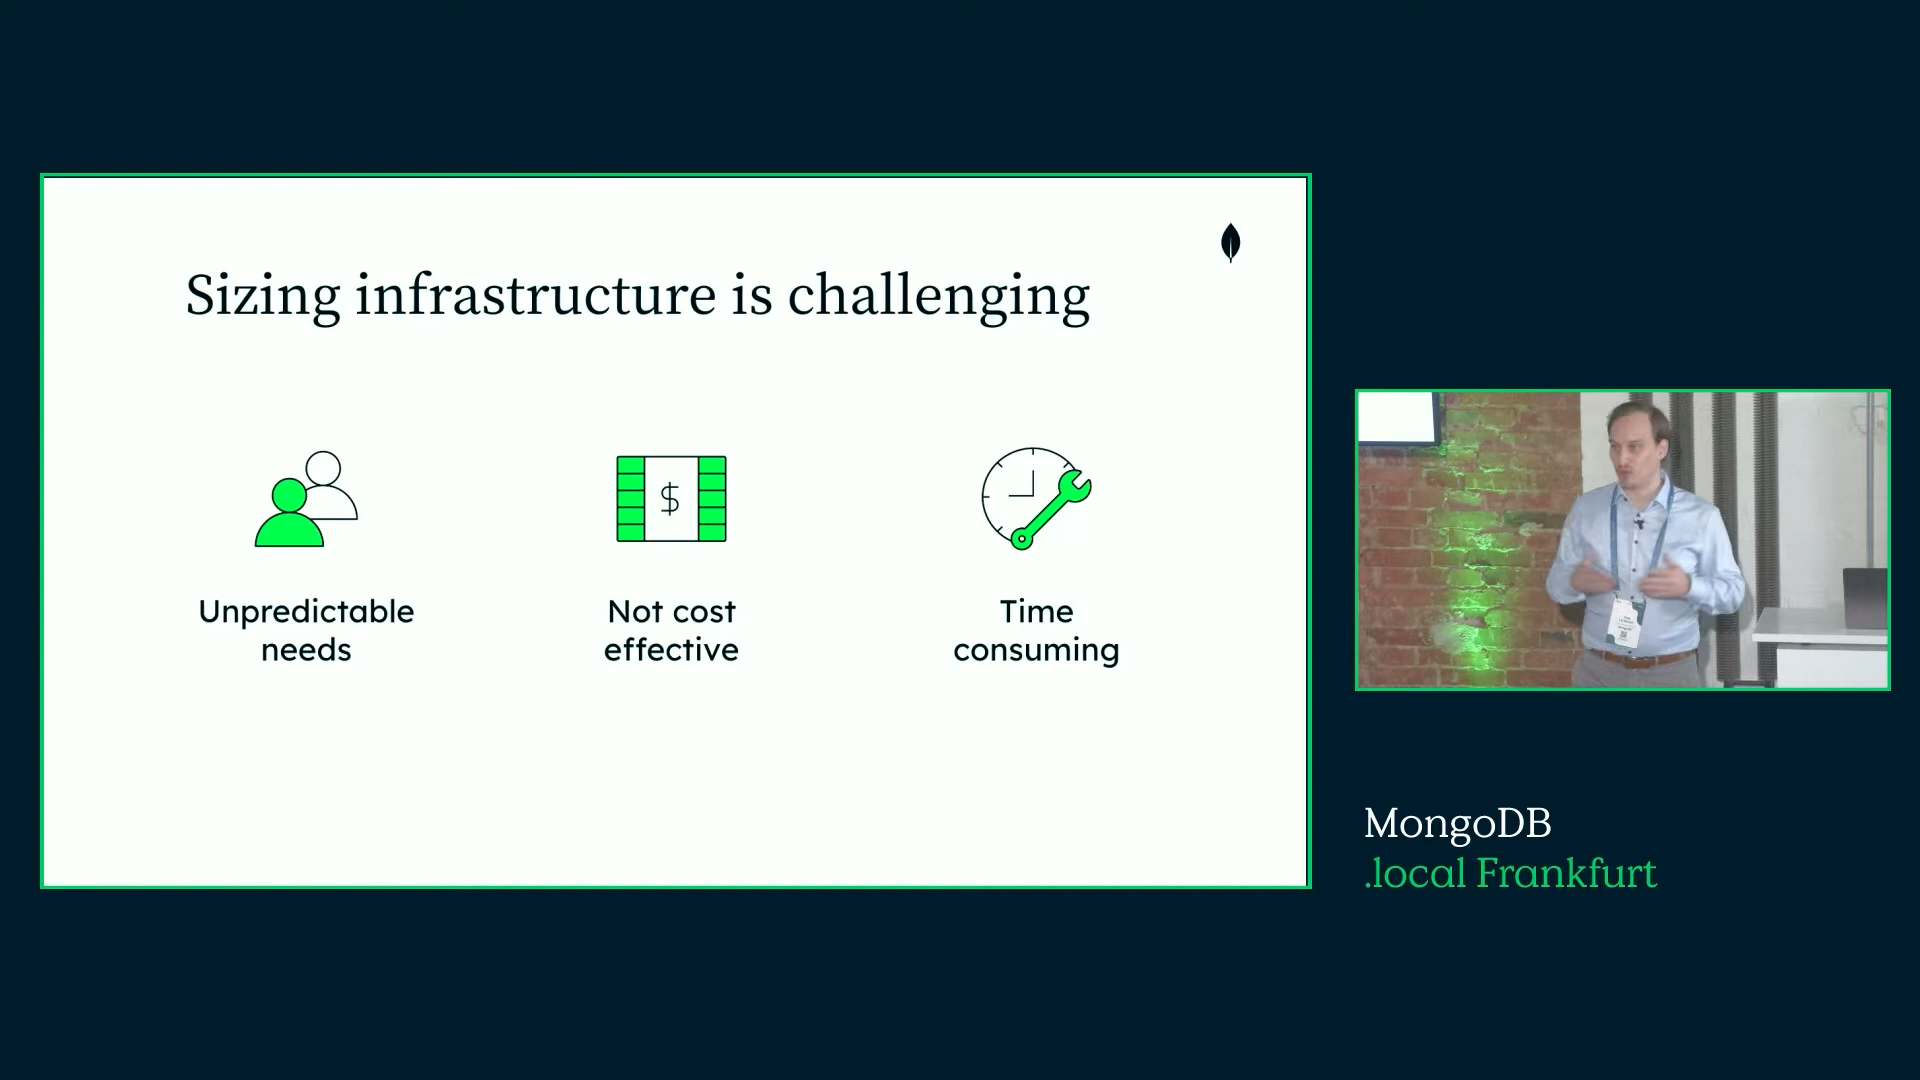 Sizing infrastructure is challenging
$
Unpredictable
needs
Not cost
effective
Time
consuming
MongoDB
.local Frankfurt